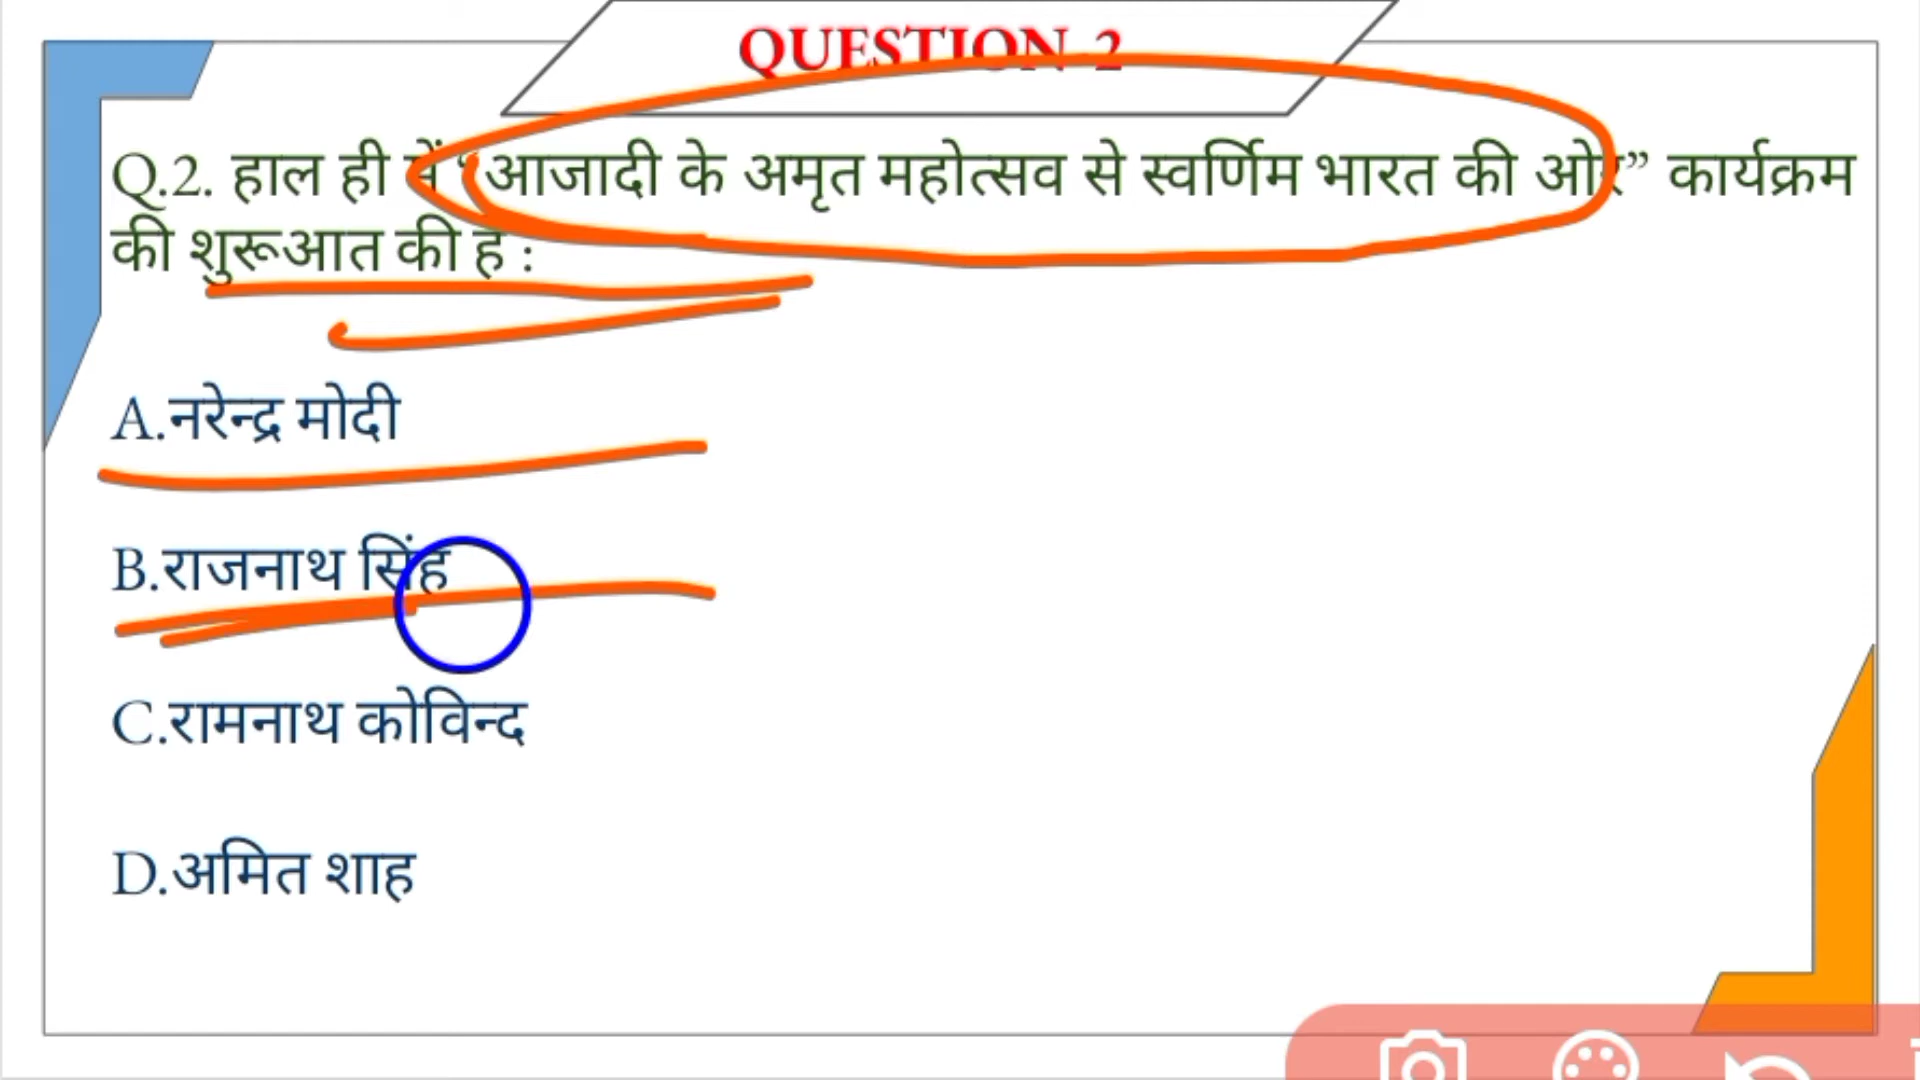 QUESTION-2
Q.2. हाल ही में “आजादी के अमृत महोत्सव से स्वर्णिम भारत की ओर” कार्यक्रम
की शुरूआत की है :
A.नरेन्द्र मोदी
B.राजनाथ सिंह
C.रामनाथ कोविन्द
D.अमित शाह